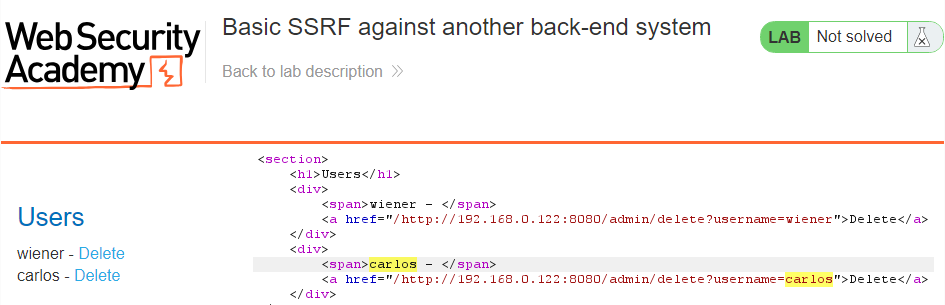 Web Security
Academy
Basic SSRF against another back-end system
Back to lab description
LAB Not solved
Users
wiener - Delete
carlos - Delete
<section>
<h1>Users</h1>
<div>
<span>wiener - </span>
<a href="/http://192.168.0.122:8080/admin/delete?username=wiener">Delete</a>
</div>
<div>
<span>carlos - </span>
<a href="/http://192.168.0.122:8080/admin/delete?username=carlos">Delete</a>
</div>